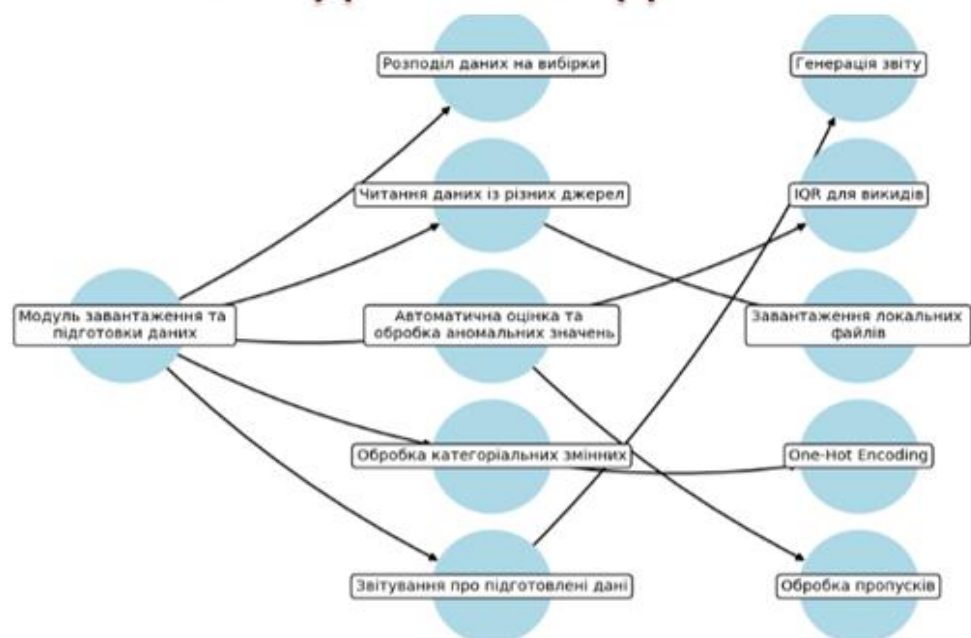 Розподіл даних на вибірки
Генерація звіту
Читання даних із різних джерел
IQR для викидів
Модуль завантаження та
підготовки даних
Автоматична оцінка та
обробка аномальних значень
Завантаження локальних
файлів
Обробка категоріальних змінних
One-Hot Encoding
Звітування про підготовлені дані
Обробка пропусків